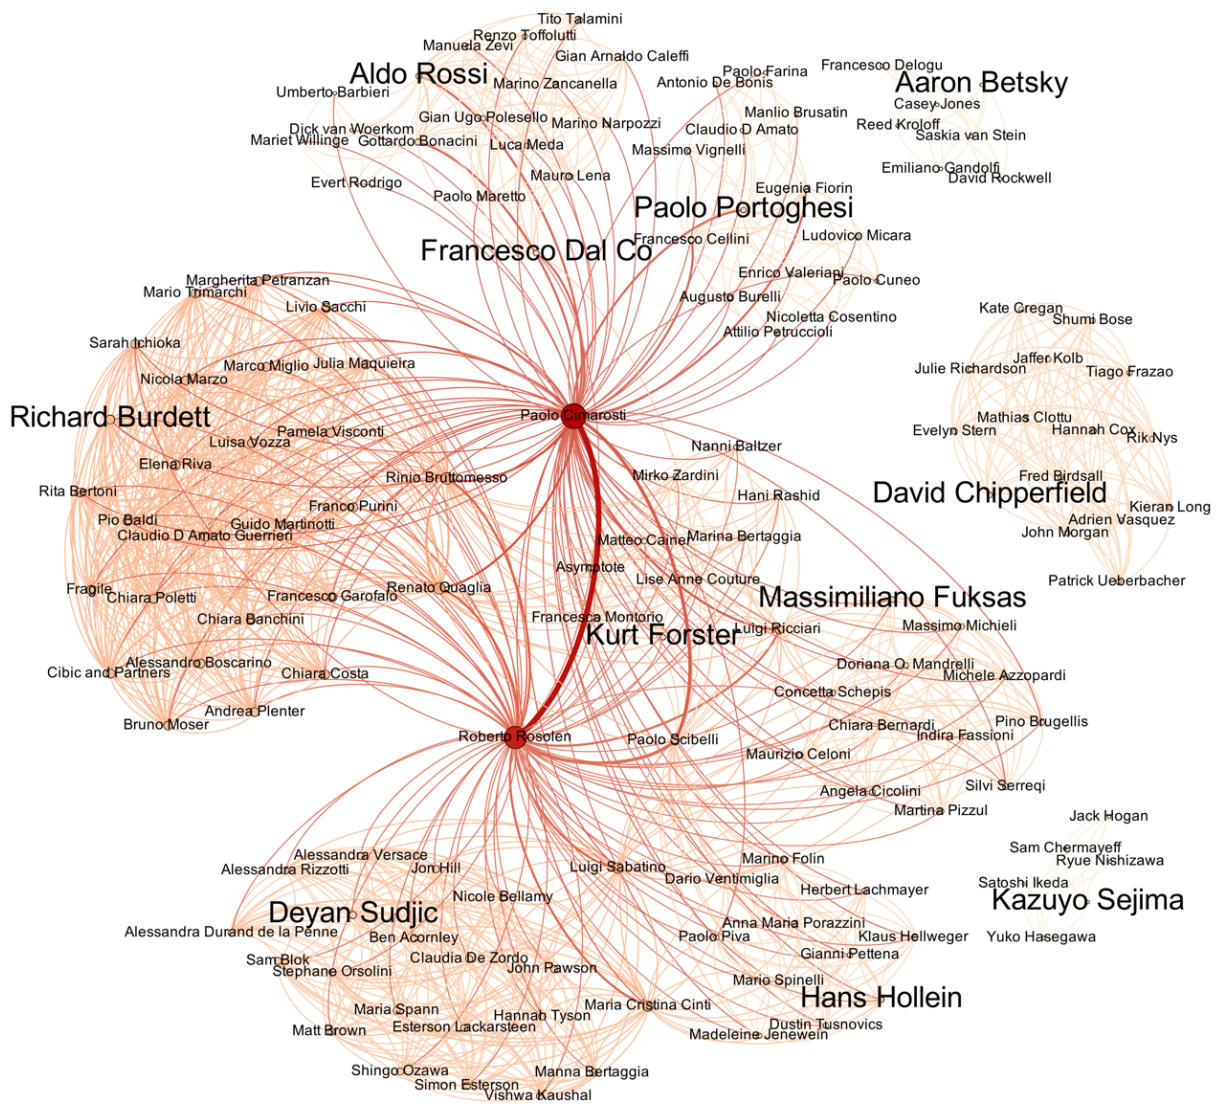 Tito Talamini
Renzo Toffolutti
Manuela Zevi
Gian Arnaldo Caleffi
Aldo Rossi
Marino Zancanella
Umberto Barbieri
Gian Ugo Polesello
Marino Narpozzi
Dick van Woerkom
Mariet Willinge
Gottardo Bonacini
Luca Meda
Evert Rodrigo
Mauro Lena
Paolo Maretto
Francesco Dal Co
Paolo Farina
Antonio De Bonis
Manlio Brusatin
Claudio D Amato
Massimo Vignelli
Eugenia Fiorin
Paolo Portoghesi
Francesco Cellini
Ludovico Micara
Enrico Valeriani
Paolo Cuneo
Augusto Burelli
Nicoletta Cosentino
Attilio Petruccioli
Francesco Delogu
Aaron Betsky
Casey Jones
Reed Kroloff
Saskia van Stein
Emiliano Gandolfi
David Rockwell
Margherita Petranzan
Mario Trimarchi
Livio Sacchi
Sarah Ichioka
Marco Miglio
Julia Maquieira
Nicola Marzo
Richard Burdett
Pamela Visconti
Luisa Vozza
Elena Riva
Rinio Bruttomesso
Rita Bertoni
Franco Purini
Pio Baldi
Guido Martinotti
Claudio D Amato Guerrieri
Fragile
Chiara Poletti
Francesco Garofalo
Renato Quaglia
Chiara Banchini
Alessandro Boscarino
Cibic and Partners
Chiara Costa
Andrea Plenter
Bruno Moser
Paolo Cimarosti
Roberto Rosolen
Nanni Baltzer
Mirko Zardini
Hani Rashid
Matteo Cainer
Marina Bertaggia
Asymptote
Lise Anne Couture
Francesca Montorio
Kurt Forster
Luigi Ricciari
Paolo Scibelli
Massimiliano Fuksas
Massimo Michieli
Doriana O. Mandrelli
Michele Azzopardi
Concetta Schepis
Chiara Bernardi
Pino Brugellis
Indira Fassioni
Maurizio Celoni
Angela Cicolini
Silvi Serreqi
Martina Pizzul
Kate Cregan
Shumi Bose
Jaffer Kolb
Julie Richardson
Tiago Frazao
Mathias Clottu
Evelyn Stern
Hannah Cox
Rik Nys
Fred Birdsall
David Chipperfield
Kieran Long
Adrien Vasquez
John Morgan
Patrick Ueberbacher
Jack Hogan
Sam Chermayeff
Ryue Nishizawa
Satoshi Ikeda
Kazuyo Sejima
Yuko Hasegawa
Alessandra Versace
Alessandra Rizzotti
Jon Hill
Nicole Bellamy
Deyan Sudjic
Alessandra Durand de la Penne
Ben Acornley
Sam Blok
Stephane Orsolini
Claudia De Zordo
John Pawson
Maria Spann
Hannah Tyson
Matt Brown
Esterson Lackarsteen
Maria Cristina Cinti
Shingo Ozawa
Simon Esterson
Manna Bertaggia
Vishwa Kaushal
Luigi Sabatino
Marino Folin
Dario Ventimiglia
Herbert Lachmayer
Anna Maria Porazzini
Paolo Piva
Klaus Hellweger
Gianni Pettena
Mario Spinelli
Hans Hollein
Dustin Tusnovics
Madeleine Jenewein